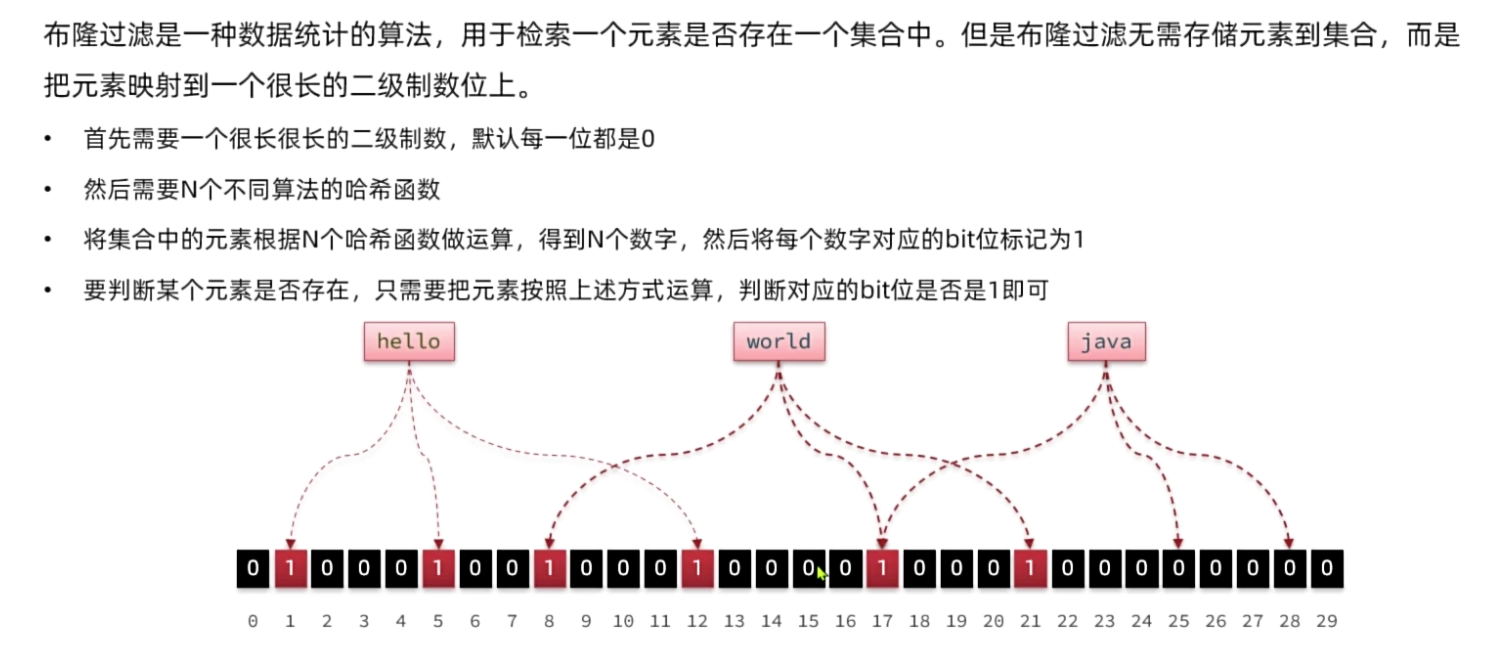 布隆过滤是一种数据统计的算法，用于检索一个元素是否存在一个集合中。但是布隆过滤无需存储元素到集合，而是
把元素映射到一个很长的二级制数位上。
• 首先需要一个很长很长的二级制数，默认每一位都是0
• 然后需要N个不同算法的哈希函数
• 将集合中的元素根据N个哈希函数做运算，得到N个数字，然后将每个数字对应的bit位标记为1
• 要判断某个元素是否存在，只需要把元素按照上述方式运算，判断对应的bit位是否是1即可
hello world java
0 1 0 0 0 1 0 0 1 0 0 0 1 0 0 0 0 1 0 0 0 1 0 0 0 0 0 0 0 0
0 1 2 3 4 5 6 7 8 9 10 11 12 13 14 15 16 17 18 19 20 21 22 23 24 25 26 27 28 29